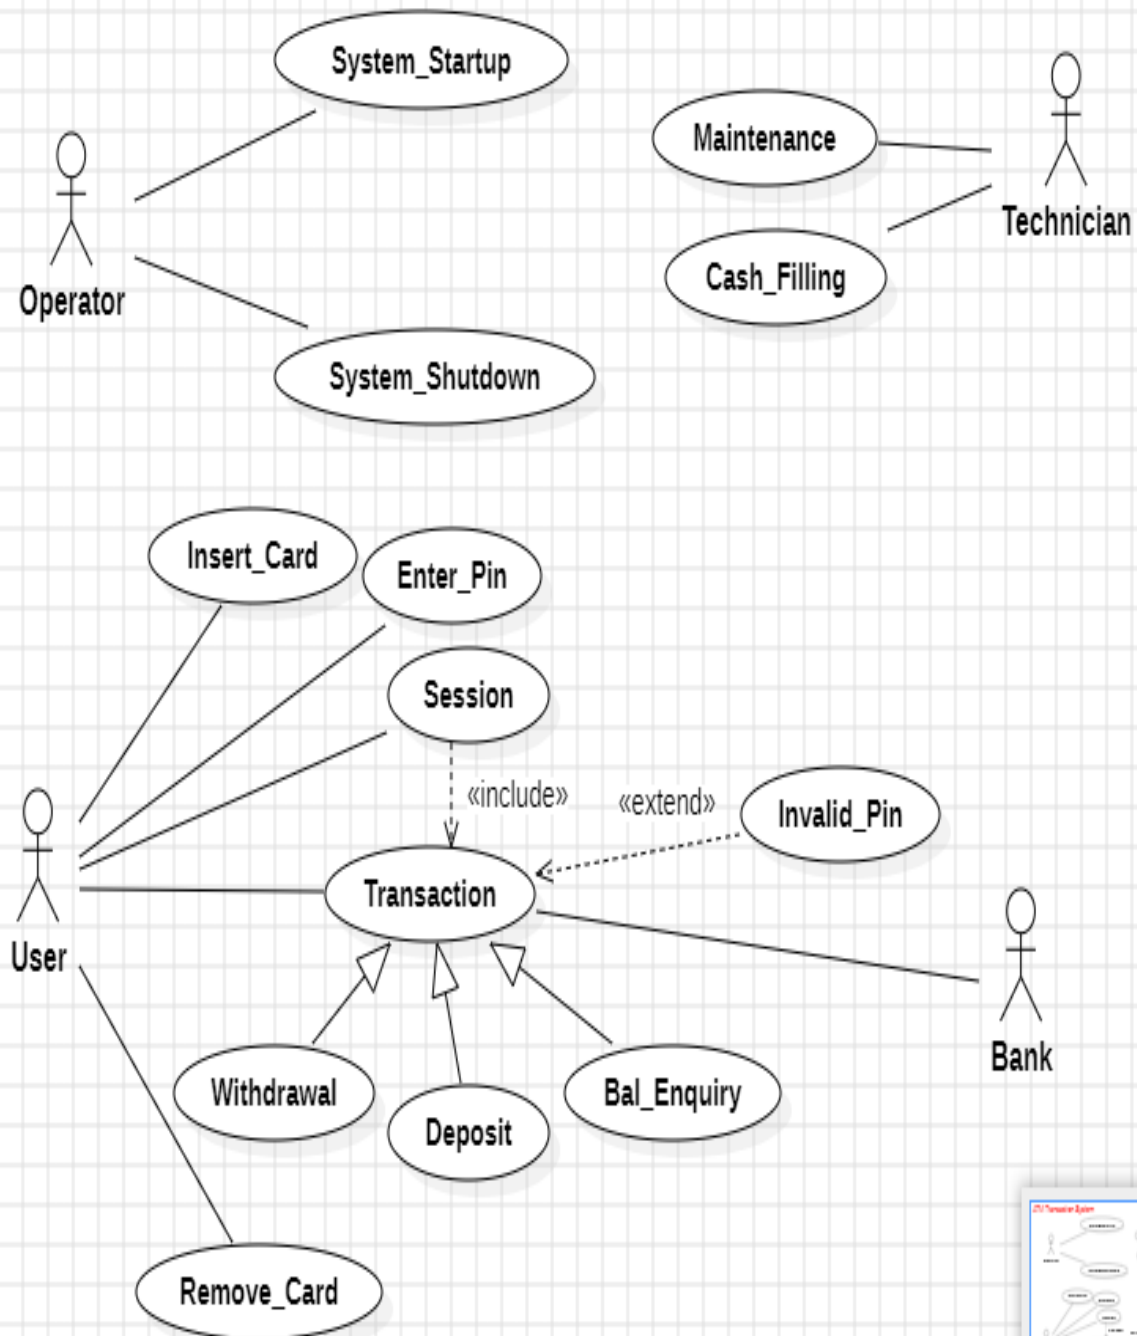 System_Startup
Maintenance
Technician
Cash_Filling
Operator
System_Shutdown
Insert_Card
Enter_Pin
Session
«include»
«extend»
Invalid_Pin
Transaction
User
Bank
Withdrawal
Bal_Enquiry
Deposit
Remove_Card